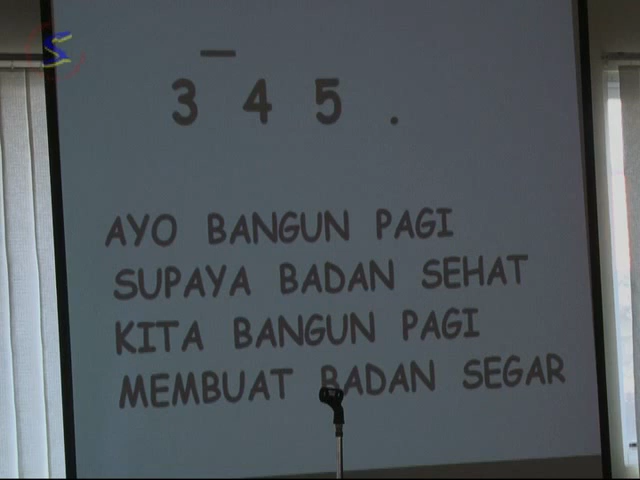 3 4 5 .
AYO BANGUN PAGI
SUPAYA BADAN SEHAT
KITA BANGUN PAGI
MEMBUAT BADAN SEGAR